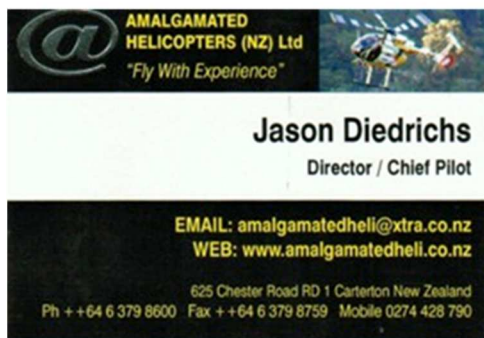 @ AMALGAMATED
HELICOPTERS (NZ) Ltd
"Fly With Experience"
Jason Diedrichs
Director / Chief Pilot
EMAIL: amalgamatedheli@xtra.co.nz
WEB: www.amalgamatedheli.co.nz
625 Chester Road RD 1 Carterton New Zealand
Ph ++64 6 379 8600 Fax ++64 6 379 8759 Mobile 0274 428 790